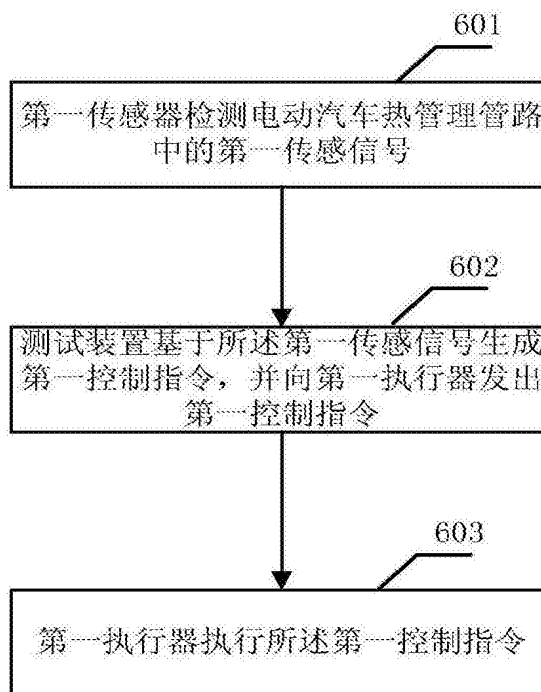 601
第一传感器检测电动汽车热管理管路
中的第一传感信号
602
测试装置基于所述第一传感信号生成
第一控制指令，并向第一执行器发出
第一控制指令
603
第一执行器执行所述第一控制指令